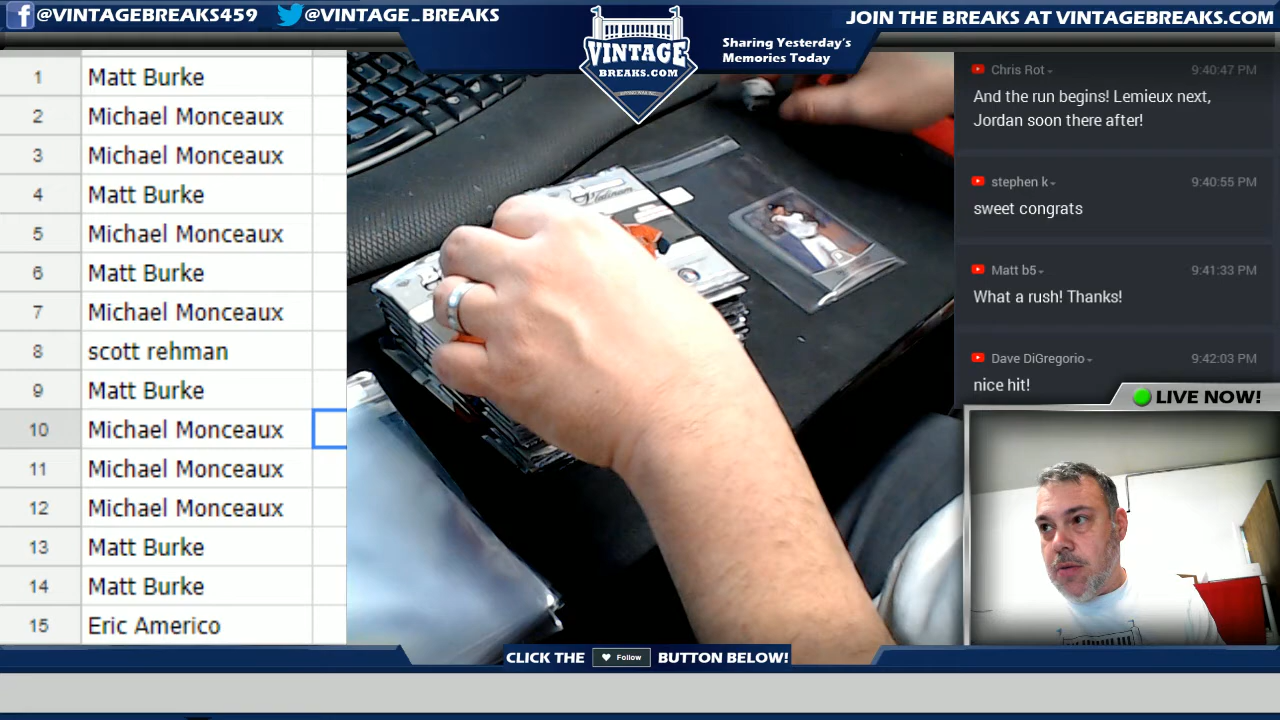 @VINTAGEBREAKS459
@VINTAGE_BREAKS
VINTAGE
BREAKS.COM
Sharing Yesterday's
Memories Today
JOIN THE BREAKS AT VINTAGEBREAKS.COM
1 Matt Burke
2 Michael Monceaux
3 Michael Monceaux
4 Matt Burke
5 Michael Monceaux
6 Matt Burke
7 Michael Monceaux
8 scott rehman
9 Matt Burke
10 Michael Monceaux
11 Michael Monceaux
12 Michael Monceaux
13 Matt Burke
14 Matt Burke
15 Eric Americo
Platinum
Chris Rot 9:40:47 PM
And the run begins! Lemieux next,
Jordan soon there after!
stephen k 9:40:55 PM
sweet congrats
Matt b5 9:41:33 PM
What a rush! Thanks!
Dave DiGregorio 9:42:03 PM
nice hit!
LIVE NOW!
CLICK THE Follow BUTTON BELOW!